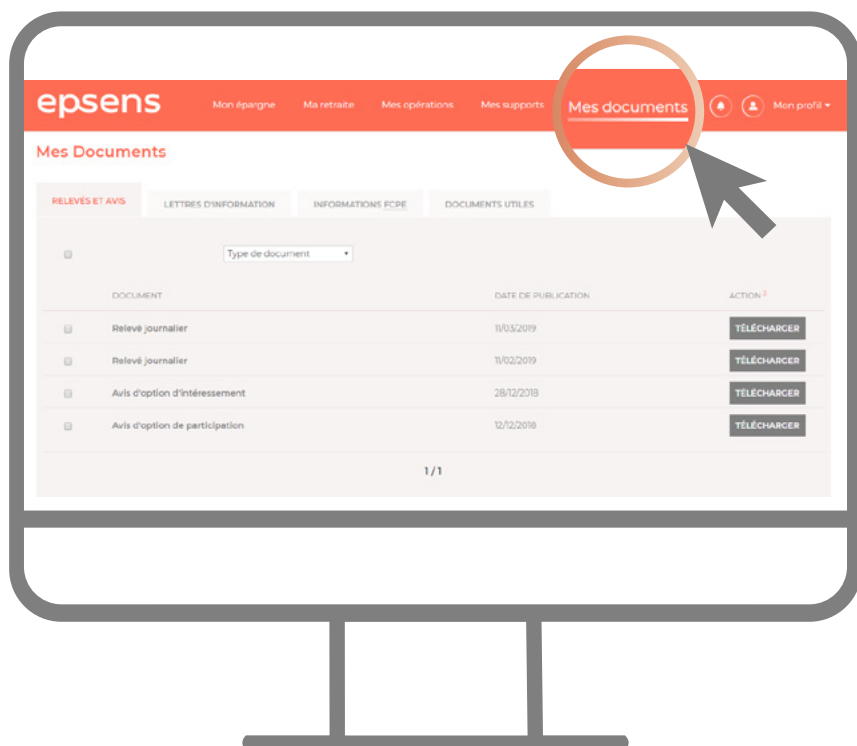 epsens Mon épargne Ma retraite Mes opérations Mes supports Mes documents Mon profil
Mes Documents
RELEVÉS ET AVIS LETTRES D'INFORMATION INFORMATIONS FCPE DOCUMENTS UTILES
Type de document
DOCUMENT DATE DE PUBLICATION ACTION
Relevé journalier 11/03/2019 TÉLÉCHARGER
Relevé journalier 11/02/2019 TÉLÉCHARGER
Avis d'option d'intéressement 28/12/2018 TÉLÉCHARGER
Avis d'option de participation 12/12/2018 TÉLÉCHARGER
1 / 1